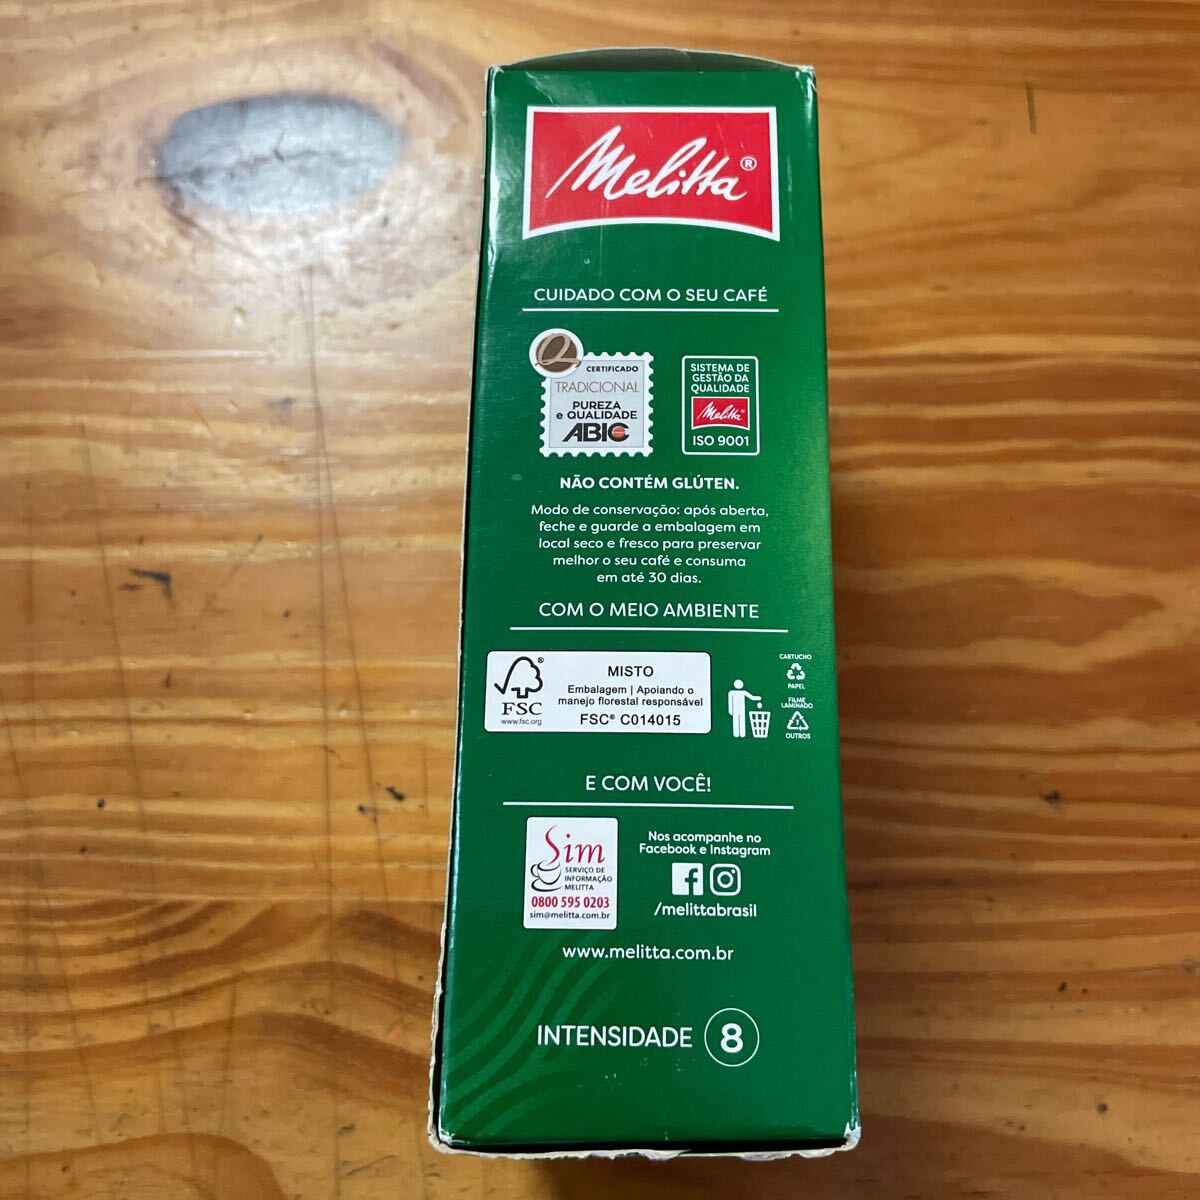 Melitta®
CUIDADO COM O SEU CAFÉ
CERTIFICADO
TRADICIONAL
PUREZA
e QUALIDADE
ABIC
SISTEMA DE
GESTÃO DA
QUALIDADE
Melitta®
ISO 9001
NÃO CONTÉM GLÚTEN.
Modo de conservação: após aberta,
feche e guarde a embalagem em
local seco e fresco para preservar
melhor o seu café e consuma
em até 30 dias.
COM O MEIO AMBIENTE
®
FSC
www.fsc.org
MISTO
Embalagem | Apoiando o
manejo florestal responsável
FSC® C014015
CARTUCHO
PAPEL
FILME
LAMINADO
7
OUTROS
E COM VOCÊ!
Sim
SERVIÇO DE
INFORMAÇÃO
MELITTA
0800 595 0203
sim@melitta.com.br
Nos acompanhe no
Facebook e Instagram
/melittabrasil
www.melitta.com.br
INTENSIDADE 8